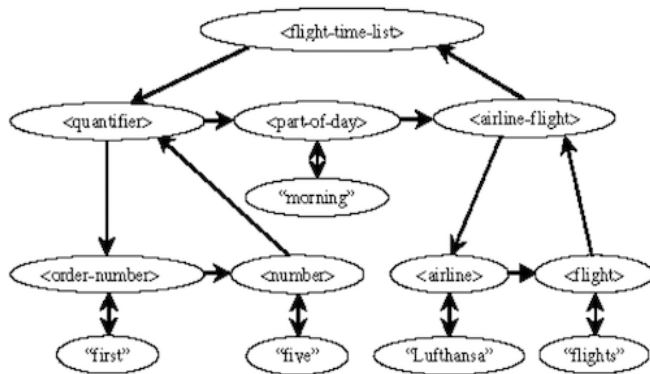 <flight-time-list>
<quantifier> <part-of-day> <airline-flight>
“morning”
<order-number> <number> <airline> <flight>
“first” “five” “Lufthansa” “flights”